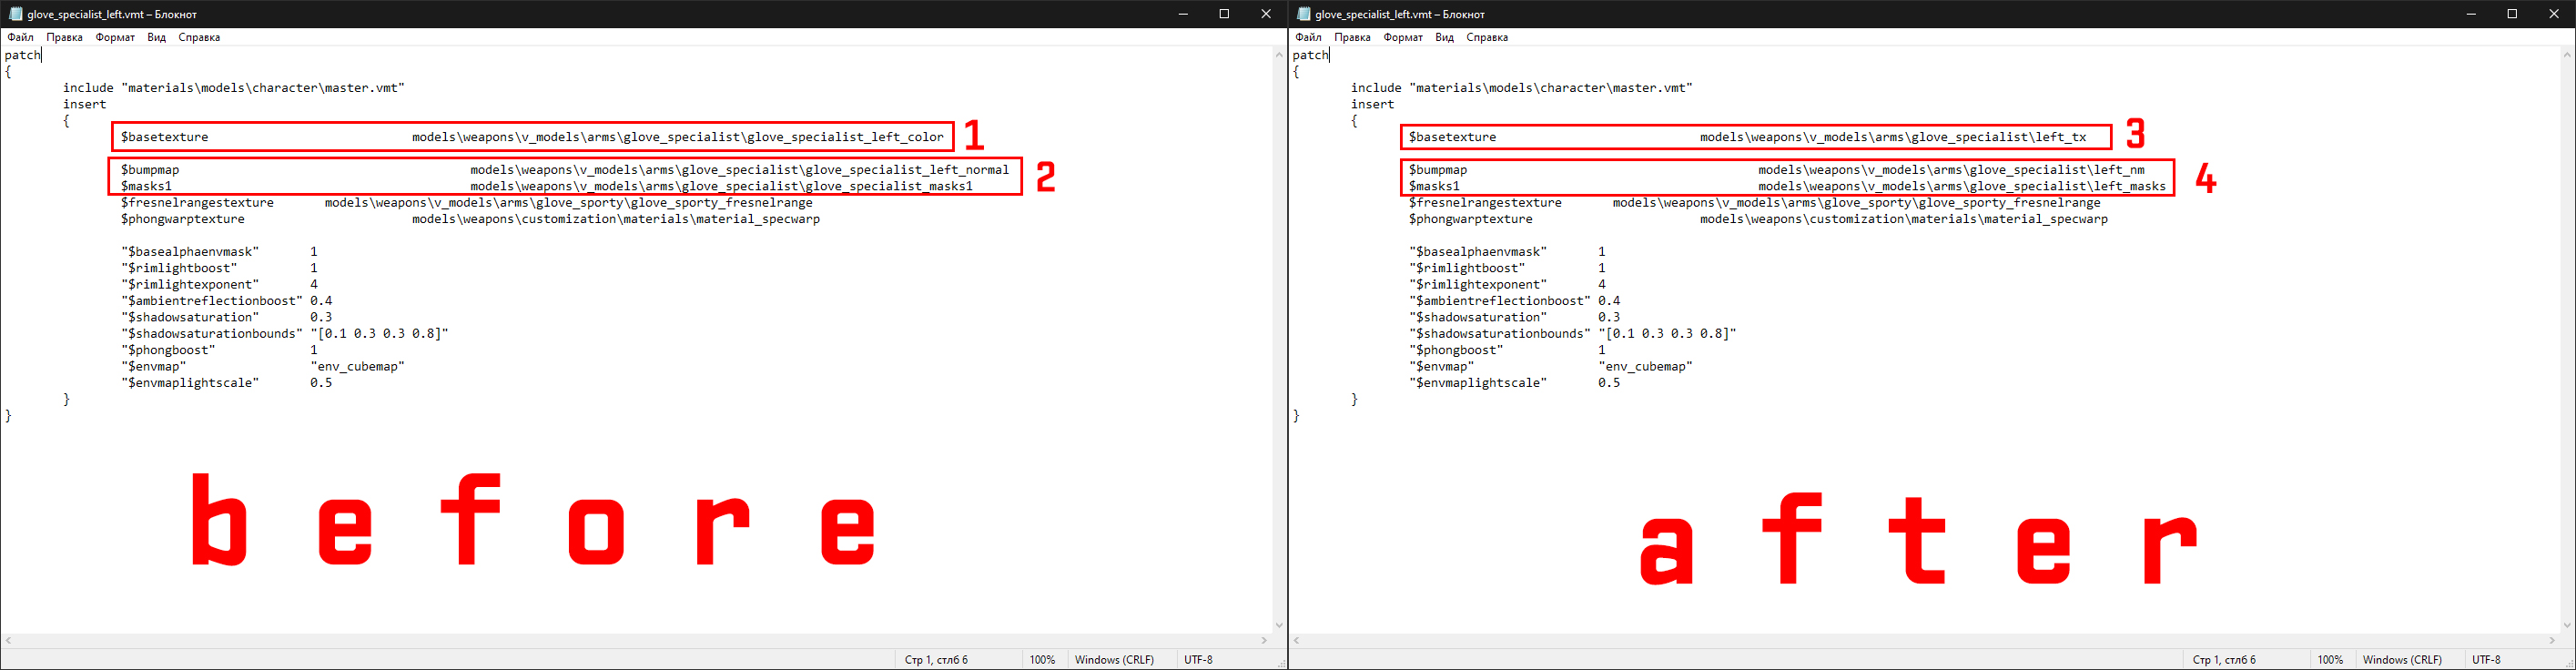 glove_specialist_left.vmt – Блокнот
Файл Правка Формат Вид Справка
patch
{
include "materials\models\character\master.vmt"
insert
{
$basetexture models\weapons\v_models\arms\glove_specialist\glove_specialist_left_color 1
$bumpmap models\weapons\v_models\arms\glove_specialist\glove_specialist_left_normal
$masks1 models\weapons\v_models\arms\glove_specialist\glove_specialist_masks1 2
$fresnelrangestexture models\weapons\v_models\arms\glove_sporty\glove_sporty_fresnelrange
$phongwarptexture models\weapons\customization\materials\material_specwarp
"$basealphaenvmask" 1
"$rimlightboost" 1
"$rimlightexponent" 4
"$ambientreflectionboost" 0.4
"$shadowsaturation" 0.3
"$shadowsaturationbounds" "[0.1 0.3 0.3 0.8]"
"$phongboost" 1
"$envmap" "env_cubemap"
"$envmaplightscale" 0.5
}
}
before
Стр 1, стлб 6 100% Windows (CRLF) UTF-8
glove_specialist_left.vmt – Блокнот
Файл Правка Формат Вид Справка
patch
{
include "materials\models\character\master.vmt"
insert
{
$basetexture models\weapons\v_models\arms\glove_specialist\left_tx 3
$bumpmap models\weapons\v_models\arms\glove_specialist\left_nm
$masks1 models\weapons\v_models\arms\glove_specialist\left_masks 4
$fresnelrangestexture models\weapons\v_models\arms\glove_sporty\glove_sporty_fresnelrange
$phongwarptexture models\weapons\customization\materials\material_specwarp
"$basealphaenvmask" 1
"$rimlightboost" 1
"$rimlightexponent" 4
"$ambientreflectionboost" 0.4
"$shadowsaturation" 0.3
"$shadowsaturationbounds" "[0.1 0.3 0.3 0.8]"
"$phongboost" 1
"$envmap" "env_cubemap"
"$envmaplightscale" 0.5
}
}
after
Стр 1, стлб 6 100% Windows (CRLF) UTF-8